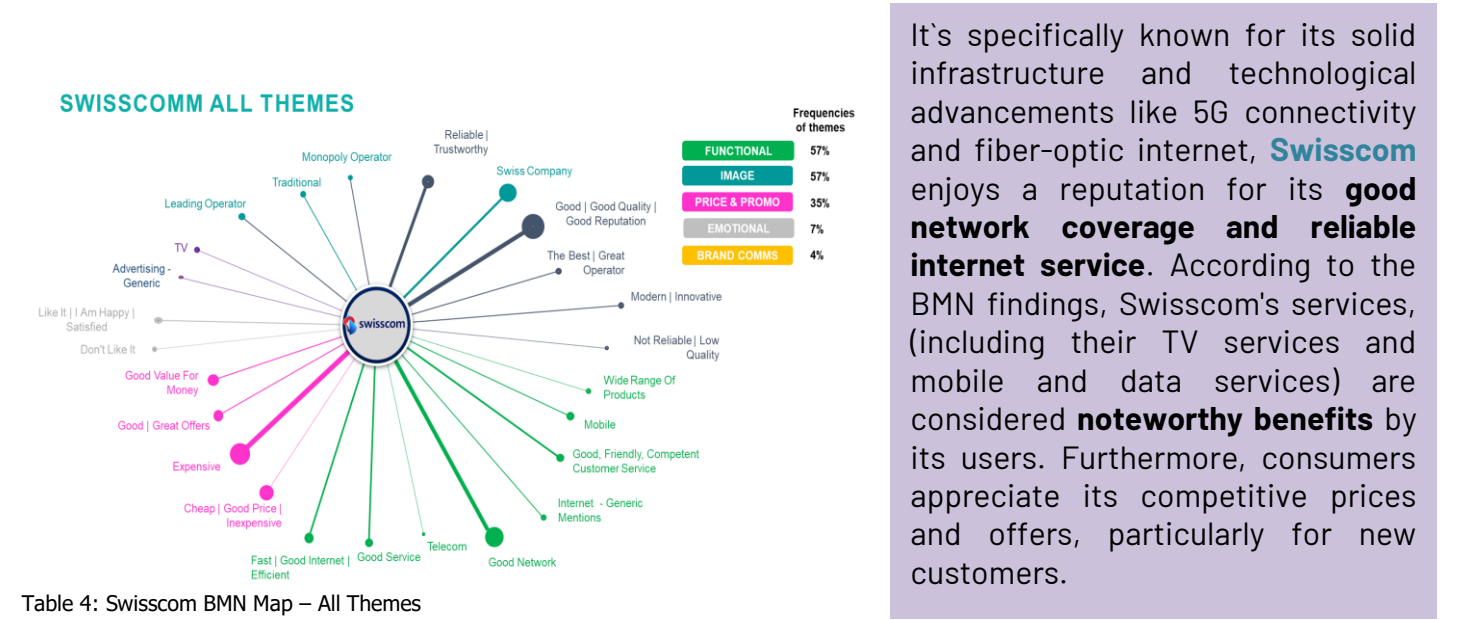 SWISSCOMM ALL THEMES
Frequencies
of themes
FUNCTIONAL 57%
IMAGE 57%
PRICE & PROMO 35%
EMOTIONAL 7%
BRAND COMMS 4%
Reliable |
Trustworthy
Monopoly Operator
Swiss Company
Traditional
Good | Good Quality |
Good Reputation
Leading Operator
TV
The Best | Great
Operator
Advertising -
Generic
Modern | Innovative
Like It | I Am Happy |
Satisfied
swisscom
Don't Like It
Not Reliable | Low
Quality
Good Value For
Money
Wide Range Of
Products
Good | Great Offers
Mobile
Expensive
Good, Friendly, Competent
Customer Service
Cheap | Good Price |
Inexpensive
Internet - Generic
Mentions
Fast | Good Internet |
Efficient
Good Service
Telecom
Good Network
Table 4: Swisscom BMN Map – All Themes
It`s specifically known for its solid
infrastructure and technological
advancements like 5G connectivity
and fiber-optic internet, Swisscom
enjoys a reputation for its good
network coverage and reliable
internet service. According to the
BMN findings, Swisscom's services,
(including their TV services and
mobile and data services) are
considered noteworthy benefits by
its users. Furthermore, consumers
appreciate its competitive prices
and offers, particularly for new
customers.